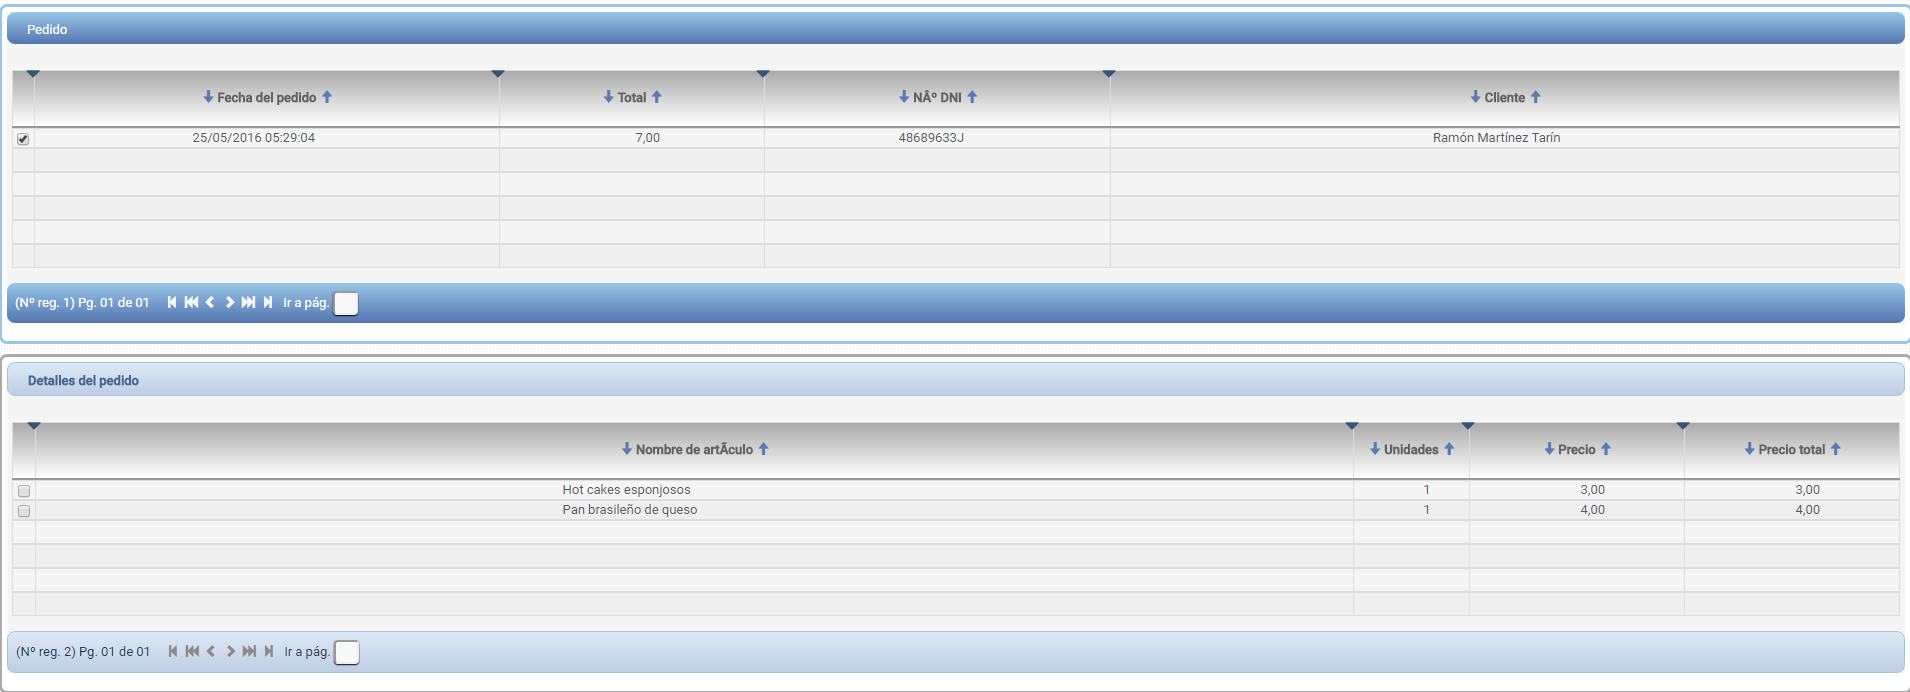 Pedido
Fecha del pedido Total NÂº DNI Cliente
25/05/2016 05:29:04 7,00 48689633J Ramón Martínez Tarín
(Nº reg. 1) Pg. 01 de 01 Ir a pág.
Detalles del pedido
Nombre de artÃculo Unidades Precio Precio total
Hot cakes esponjosos 1 3,00 3,00
Pan brasileño de queso 1 4,00 4,00
(Nº reg. 2) Pg. 01 de 01 Ir a pág.